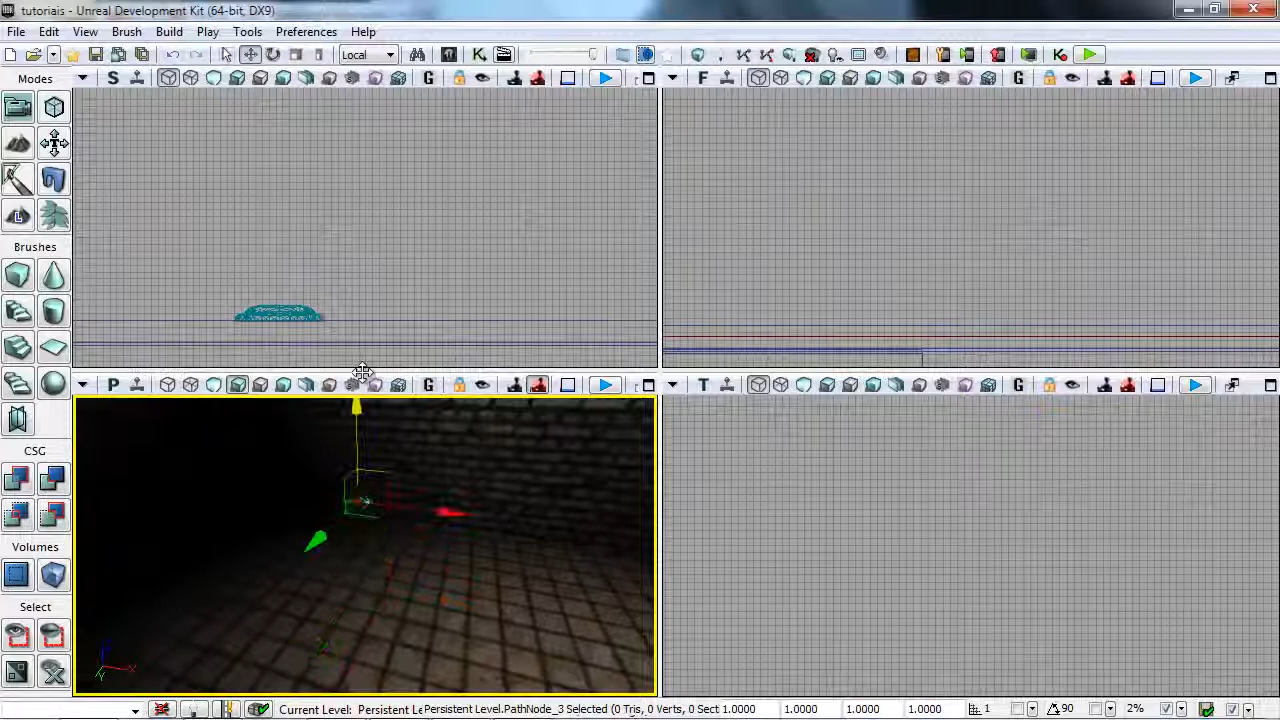 tutoriais - Unreal Development Kit (64-bit, DX9)
File Edit View Brush Build Play Tools Preferences Help
Local
Modes
S G
F G
Brushes
P G
T G
CSG
Volumes
Select
Z X Y
Current Level: Persistent Le Persistent Level.PathNode_3 Selected (0 Tris, 0 Verts, 0 Sect 1.0000 1.0000 1.0000 1.0000 1 90 2%